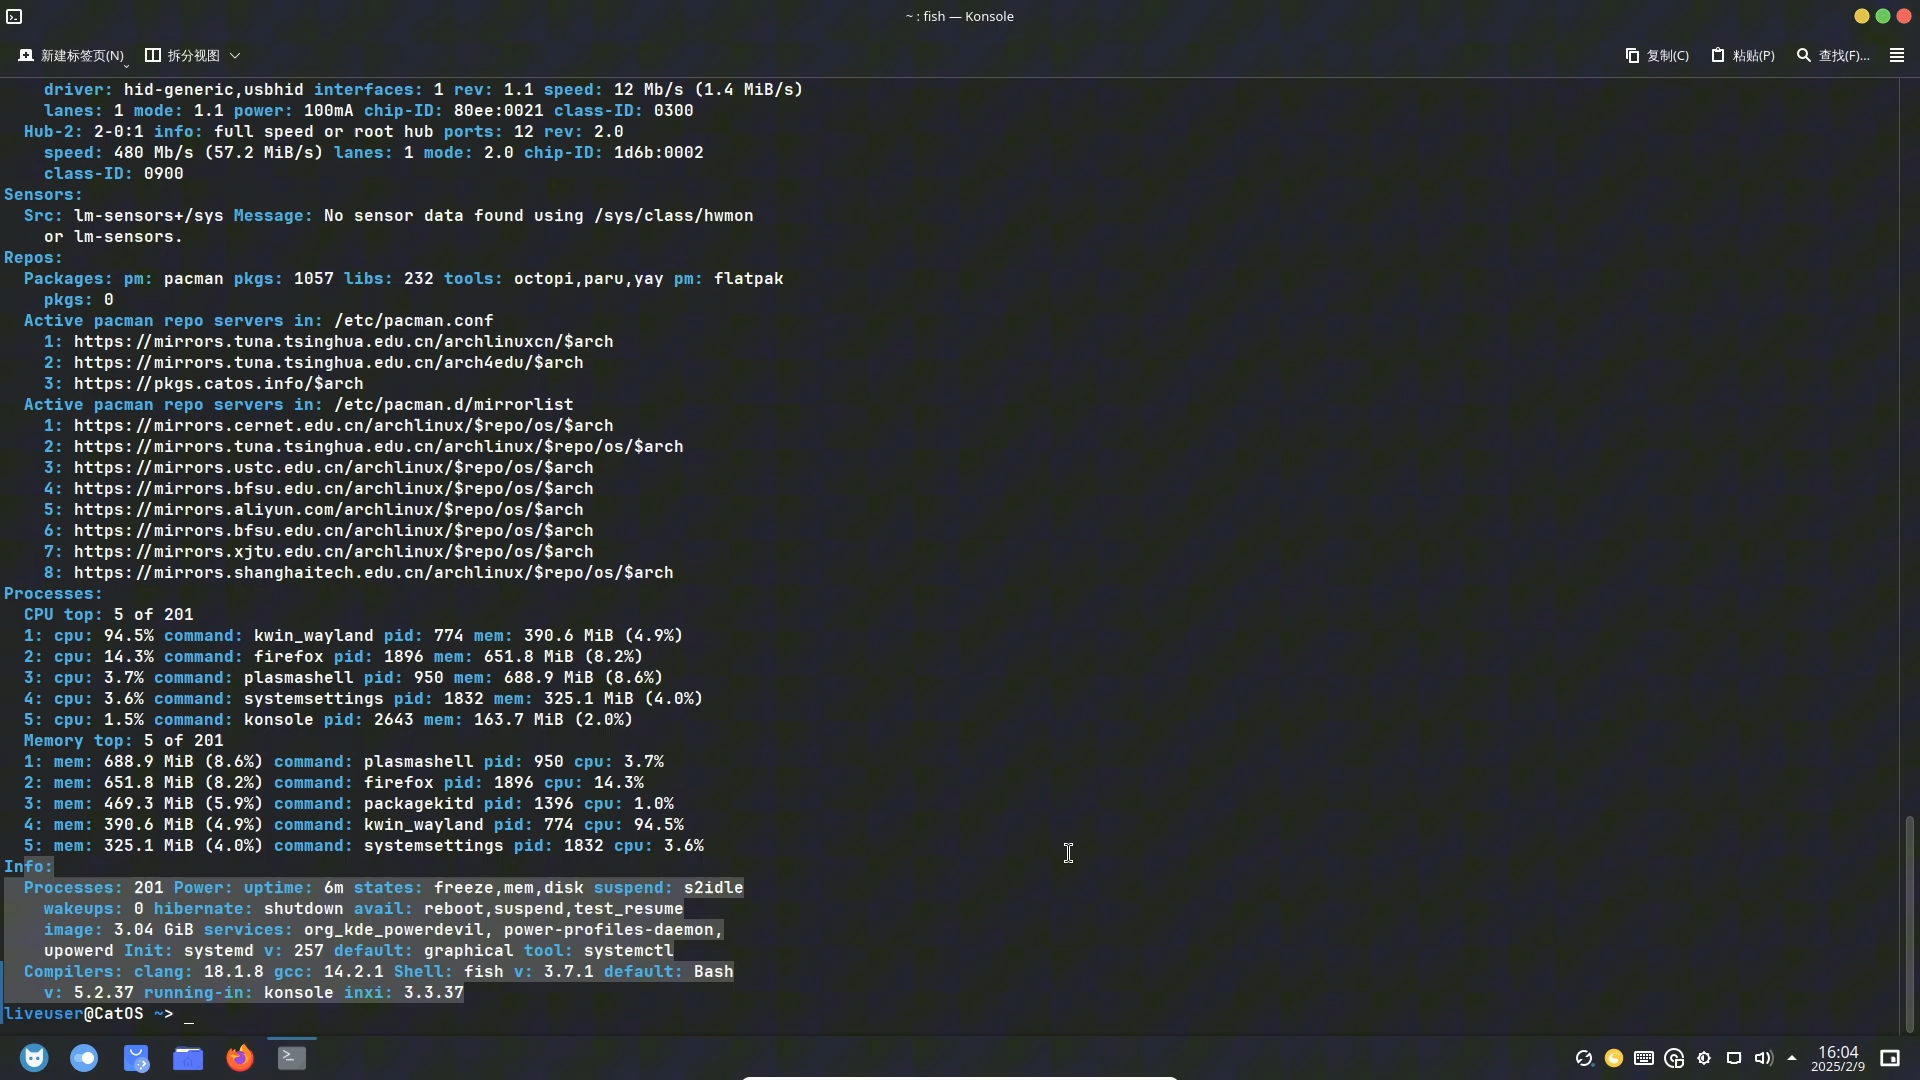 ~ : fish — Konsole
新建标签页(N)
拆分视图
复制(C)
粘贴(P)
查找(F)...
driver: hid-generic,usbhid interfaces: 1 rev: 1.1 speed: 12 Mb/s (1.4 MiB/s)
lanes: 1 mode: 1.1 power: 100mA chip-ID: 80ee:0021 class-ID: 0300
Hub-2: 2-0:1 info: full speed or root hub ports: 12 rev: 2.0
speed: 480 Mb/s (57.2 MiB/s) lanes: 1 mode: 2.0 chip-ID: 1d6b:0002
class-ID: 0900
Sensors:
Src: lm-sensors+/sys Message: No sensor data found using /sys/class/hwmon
or lm-sensors.
Repos:
Packages: pm: pacman pkgs: 1057 libs: 232 tools: octopi,paru,yay pm: flatpak
pkgs: 0
Active pacman repo servers in: /etc/pacman.conf
1: https://mirrors.tuna.tsinghua.edu.cn/archlinuxcn/$arch
2: https://mirrors.tuna.tsinghua.edu.cn/arch4edu/$arch
3: https://pkgs.catos.info/$arch
Active pacman repo servers in: /etc/pacman.d/mirrorlist
1: https://mirrors.cernet.edu.cn/archlinux/$repo/os/$arch
2: https://mirrors.tuna.tsinghua.edu.cn/archlinux/$repo/os/$arch
3: https://mirrors.ustc.edu.cn/archlinux/$repo/os/$arch
4: https://mirrors.bfsu.edu.cn/archlinux/$repo/os/$arch
5: https://mirrors.aliyun.com/archlinux/$repo/os/$arch
6: https://mirrors.bfsu.edu.cn/archlinux/$repo/os/$arch
7: https://mirrors.xjtu.edu.cn/archlinux/$repo/os/$arch
8: https://mirrors.shanghaitech.edu.cn/archlinux/$repo/os/$arch
Processes:
CPU top: 5 of 201
1: cpu: 94.5% command: kwin_wayland pid: 774 mem: 390.6 MiB (4.9%)
2: cpu: 14.3% command: firefox pid: 1896 mem: 651.8 MiB (8.2%)
3: cpu: 3.7% command: plasmashell pid: 950 mem: 688.9 MiB (8.6%)
4: cpu: 3.6% command: systemsettings pid: 1832 mem: 325.1 MiB (4.0%)
5: cpu: 1.5% command: konsole pid: 2643 mem: 163.7 MiB (2.0%)
Memory top: 5 of 201
1: mem: 688.9 MiB (8.6%) command: plasmashell pid: 950 cpu: 3.7%
2: mem: 651.8 MiB (8.2%) command: firefox pid: 1896 cpu: 14.3%
3: mem: 469.3 MiB (5.9%) command: packagekitd pid: 1396 cpu: 1.0%
4: mem: 390.6 MiB (4.9%) command: kwin_wayland pid: 774 cpu: 94.5%
5: mem: 325.1 MiB (4.0%) command: systemsettings pid: 1832 cpu: 3.6%
Info:
Processes: 201 Power: uptime: 6m states: freeze,mem,disk suspend: s2idle
wakeups: 0 hibernate: shutdown avail: reboot,suspend,test_resume
image: 3.04 GiB services: org_kde_powerdevil, power-profiles-daemon,
upowerd Init: systemd v: 257 default: graphical tool: systemctl
Compilers: clang: 18.1.8 gcc: 14.2.1 Shell: fish v: 3.7.1 default: Bash
v: 5.2.37 running-in: konsole inxi: 3.3.37
liveuser@CatOS ~> _
16:04
2025/2/9